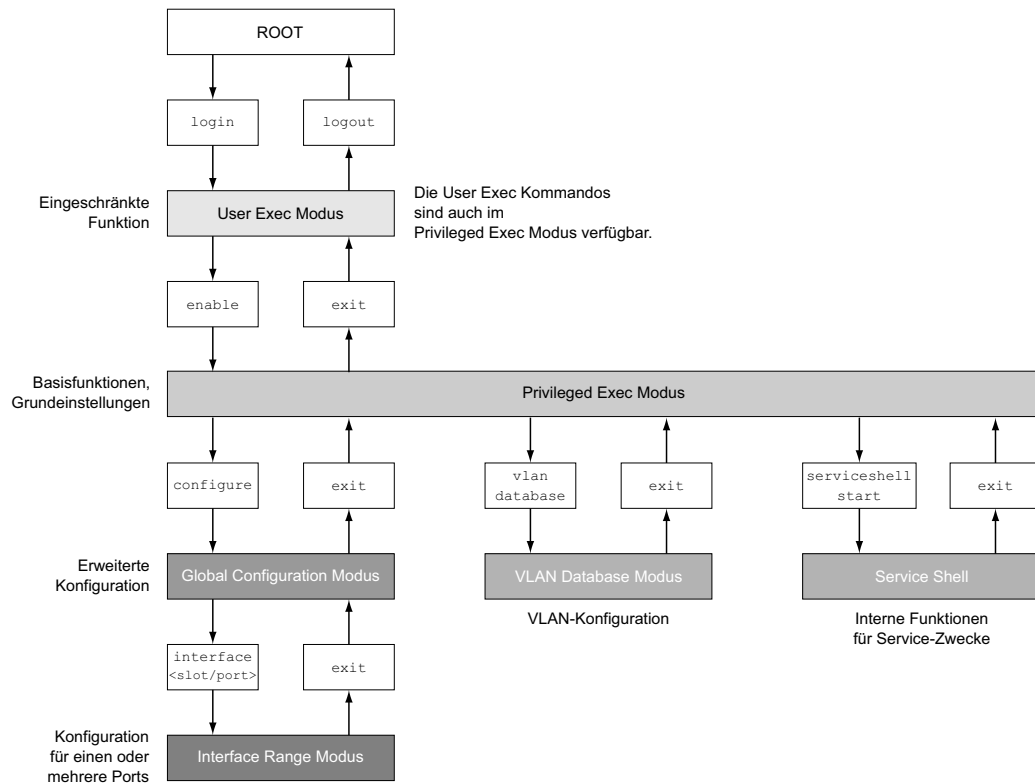 ROOT
login
logout
Eingeschränkte
Funktion
User Exec Modus
Die User Exec Kommandos
sind auch im
Privileged Exec Modus verfügbar.
enable
exit
Basisfunktionen,
Grundeinstellungen
Privileged Exec Modus
configure
exit
vlan
database
exit
serviceshell
start
exit
Erweiterte
Konfiguration
Global Configuration Modus
VLAN Database Modus
Service Shell
VLAN-Konfiguration
Interne Funktionen
für Service-Zwecke
interface
<slot/port>
exit
Konfiguration
für einen oder
mehrere Ports
Interface Range Modus